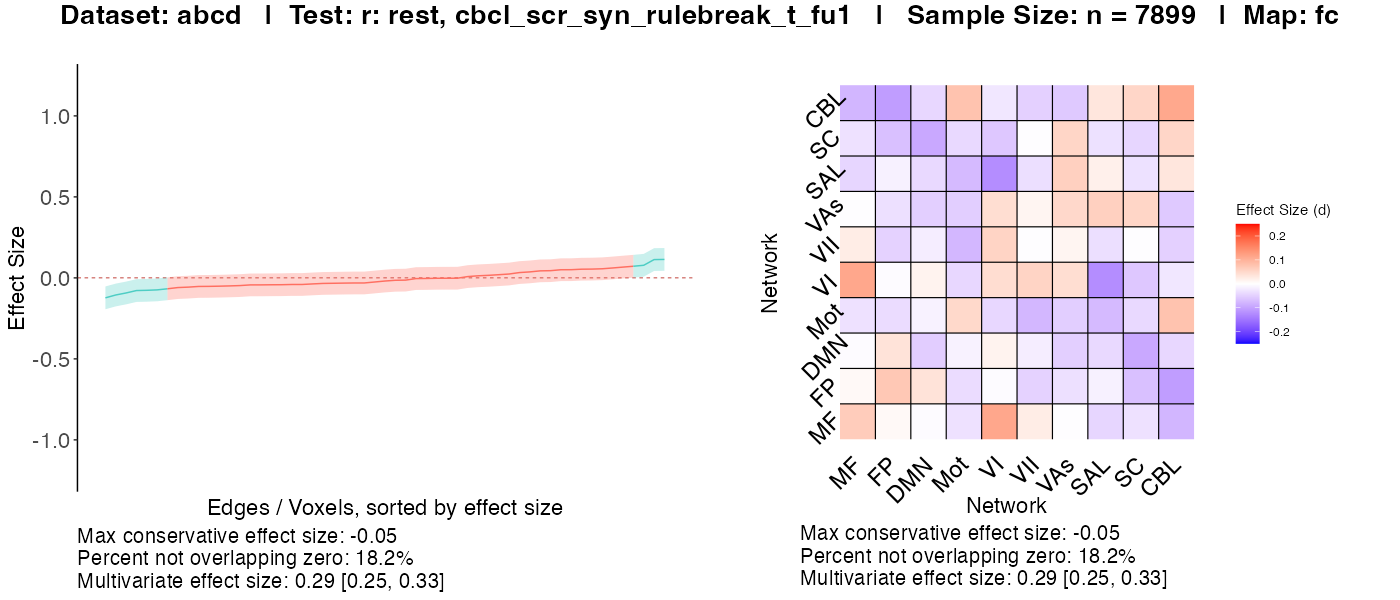 Dataset: abcd | Test: r: rest, cbcl_scr_syn_rulebreak_t_fu1 | Sample Size: n = 7899 | Map: fc
Effect Size
1.0
0.5
0.0
-0.5
-1.0
Edges / Voxels, sorted by effect size
Max conservative effect size: -0.05
Percent not overlapping zero: 18.2%
Multivariate effect size: 0.29 [0.25, 0.33]
Network
CBL
SC
SAL
VAs
VII
VI
Mot
DMN
FP
MF
MF FP DMN Mot VI VII VAs SAL SC CBL
Network
Effect Size (d)
0.2
0.1
0.0
-0.1
-0.2
Max conservative effect size: -0.05
Percent not overlapping zero: 18.2%
Multivariate effect size: 0.29 [0.25, 0.33]